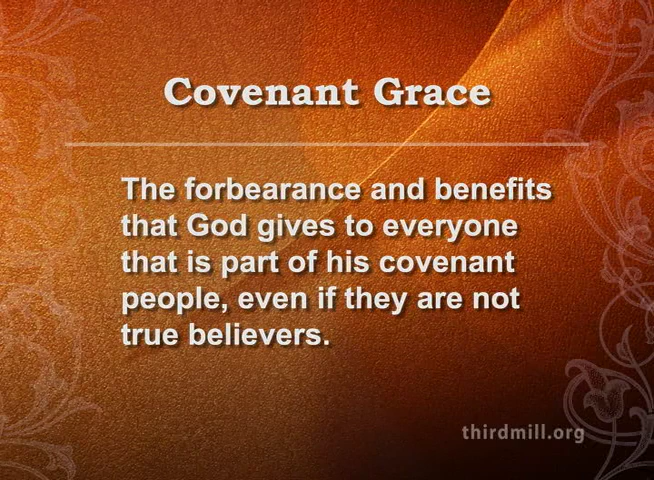 Covenant Grace
The forbearance and benefits
that God gives to everyone
that is part of his covenant
people, even if they are not
true believers.
thirdmill.org